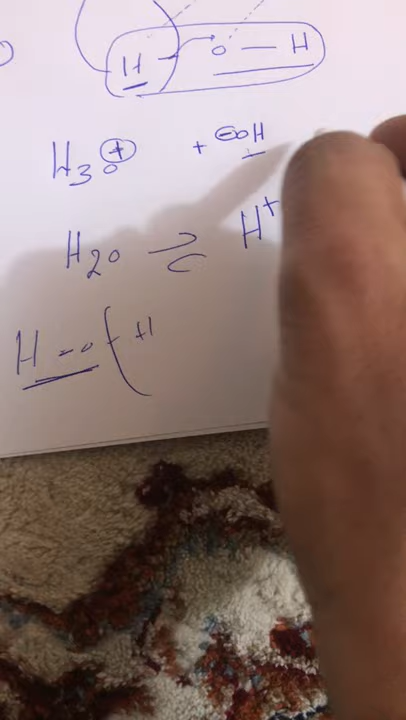 H → O — H
H₃O⊕ + ⊖OH
H₂O ⇌ H⁺
H — O ( H